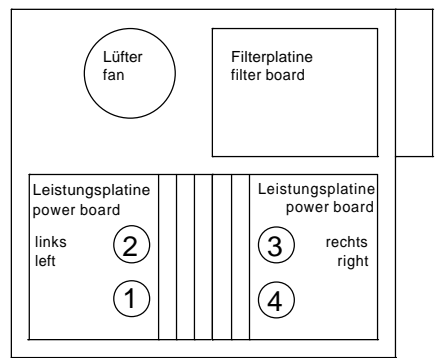 Lüfter
fan
Filterplatine
filter board
Leistungsplatine
power board
links
left
2
1
Leistungsplatine
power board
3
rechts
right
4